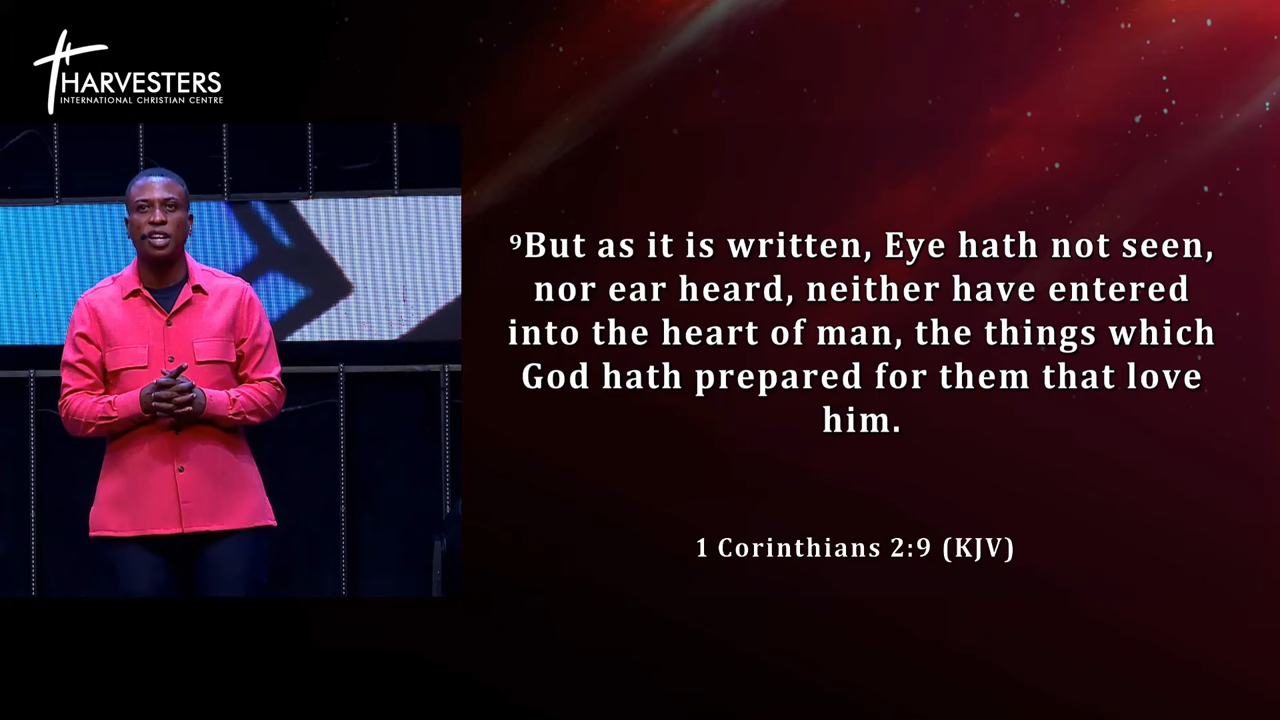 HARVESTERS
INTERNATIONAL CHRISTIAN CENTRE
⁹But as it is written, Eye hath not seen,
nor ear heard, neither have entered
into the heart of man, the things which
God hath prepared for them that love
him.
1 Corinthians 2:9 (KJV)